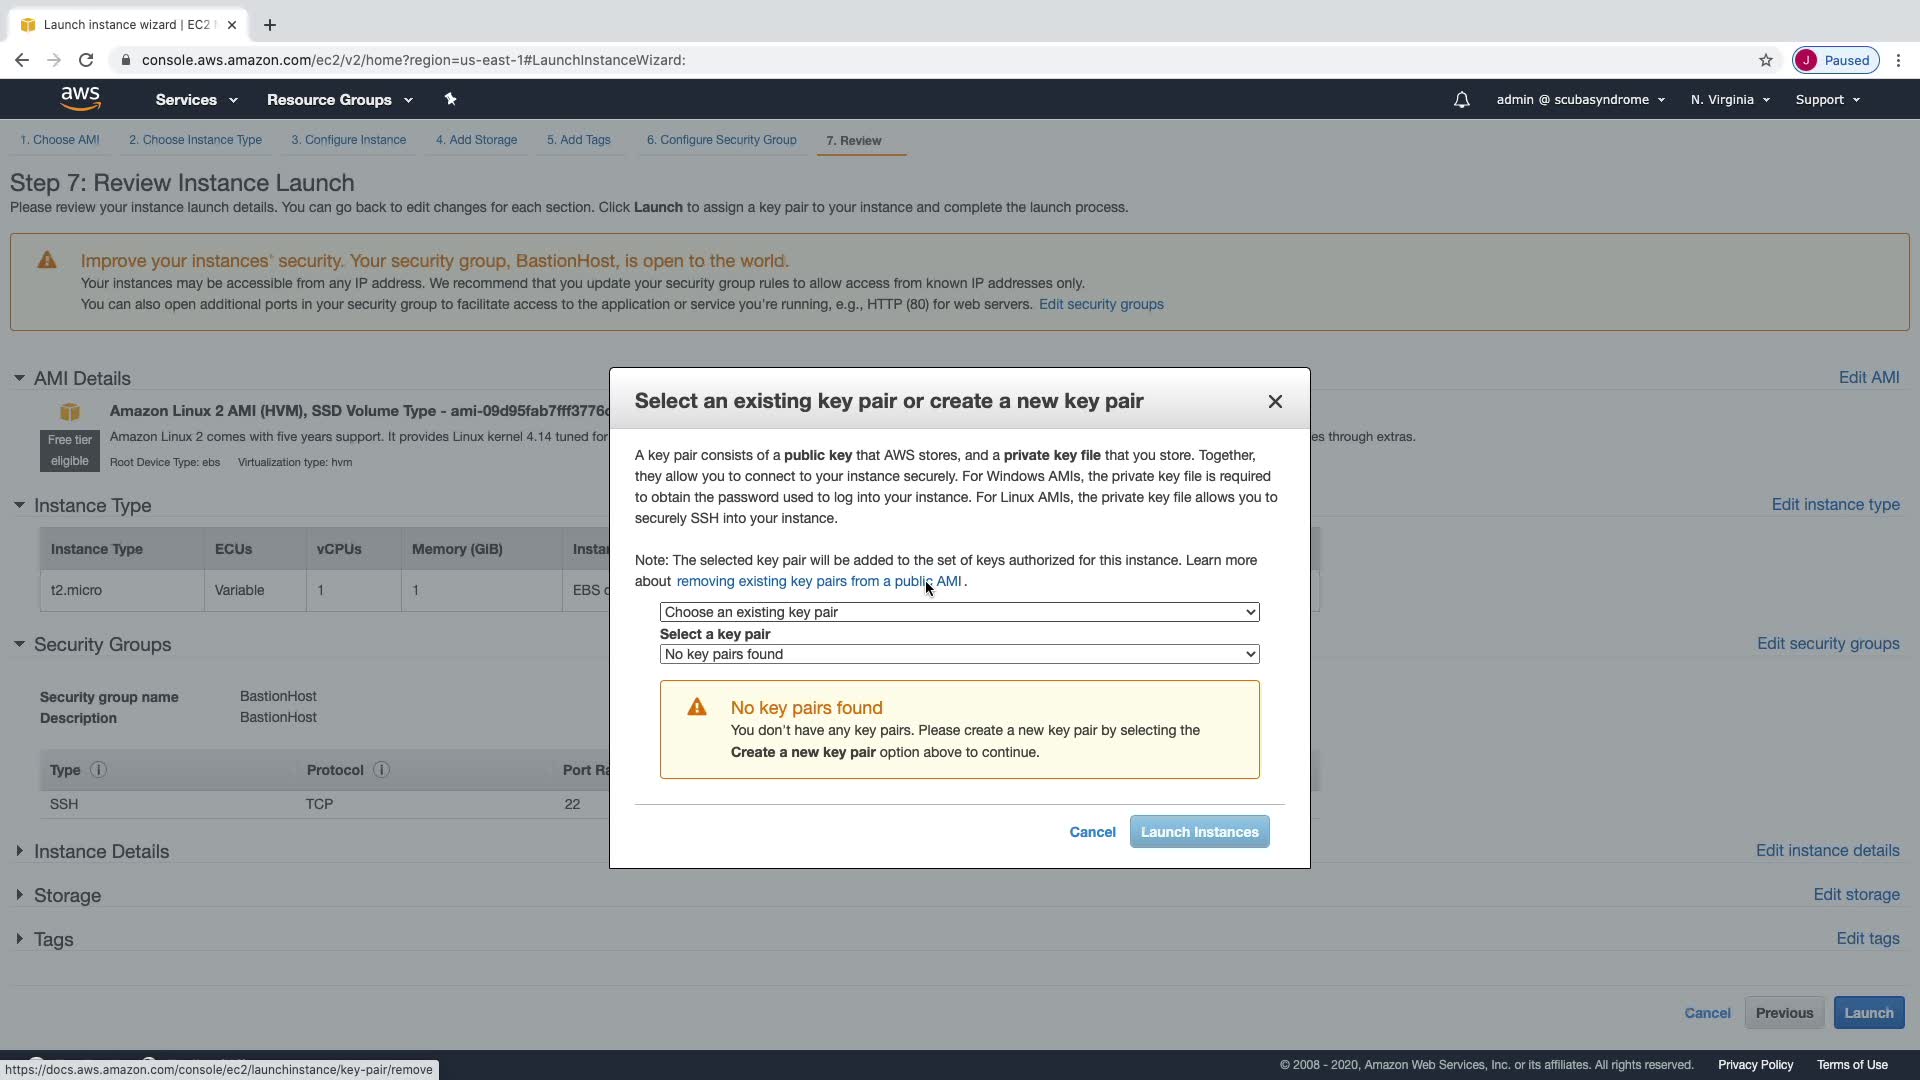 Launch instance wizard | EC2
console.aws.amazon.com/ec2/v2/home?region=us-east-1#LaunchInstanceWizard:
J Paused
aws Services Resource Groups admin @ scubasyndrome N. Virginia Support
1. Choose AMI 2. Choose Instance Type 3. Configure Instance 4. Add Storage 5. Add Tags 6. Configure Security Group 7. Review
Step 7: Review Instance Launch
Please review your instance launch details. You can go back to edit changes for each section. Click Launch to assign a key pair to your instance and complete the launch process.
Improve your instances' security. Your security group, BastionHost, is open to the world.
Your instances may be accessible from any IP address. We recommend that you update your security group rules to allow access from known IP addresses only.
You can also open additional ports in your security group to facilitate access to the application or service you're running, e.g., HTTP (80) for web servers. Edit security groups
AMI Details Edit AMI
Amazon Linux 2 AMI (HVM), SSD Volume Type - ami-09d95fab7fff3776c
Free tier eligible
Amazon Linux 2 comes with five years support. It provides Linux kernel 4.14 tuned for es through extras.
Root Device Type: ebs Virtualization type: hvm
Instance Type Edit instance type
Instance Type ECUs vCPUs Memory (GiB) Instar
t2.micro Variable 1 1 EBS o
Security Groups Edit security groups
Security group name BastionHost
Description BastionHost
Type i Protocol i Port Ra
SSH TCP 22
Instance Details Edit instance details
Storage Edit storage
Tags Edit tags
Select an existing key pair or create a new key pair
A key pair consists of a public key that AWS stores, and a private key file that you store. Together,
they allow you to connect to your instance securely. For Windows AMIs, the private key file is required
to obtain the password used to log into your instance. For Linux AMIs, the private key file allows you to
securely SSH into your instance.
Note: The selected key pair will be added to the set of keys authorized for this instance. Learn more
about removing existing key pairs from a public AMI .
Choose an existing key pair
Select a key pair
No key pairs found
No key pairs found
You don't have any key pairs. Please create a new key pair by selecting the
Create a new key pair option above to continue.
Cancel Launch Instances
Cancel Previous Launch
https://docs.aws.amazon.com/console/ec2/launchinstance/key-pair/remove
© 2008 - 2020, Amazon Web Services, Inc. or its affiliates. All rights reserved. Privacy Policy Terms of Use